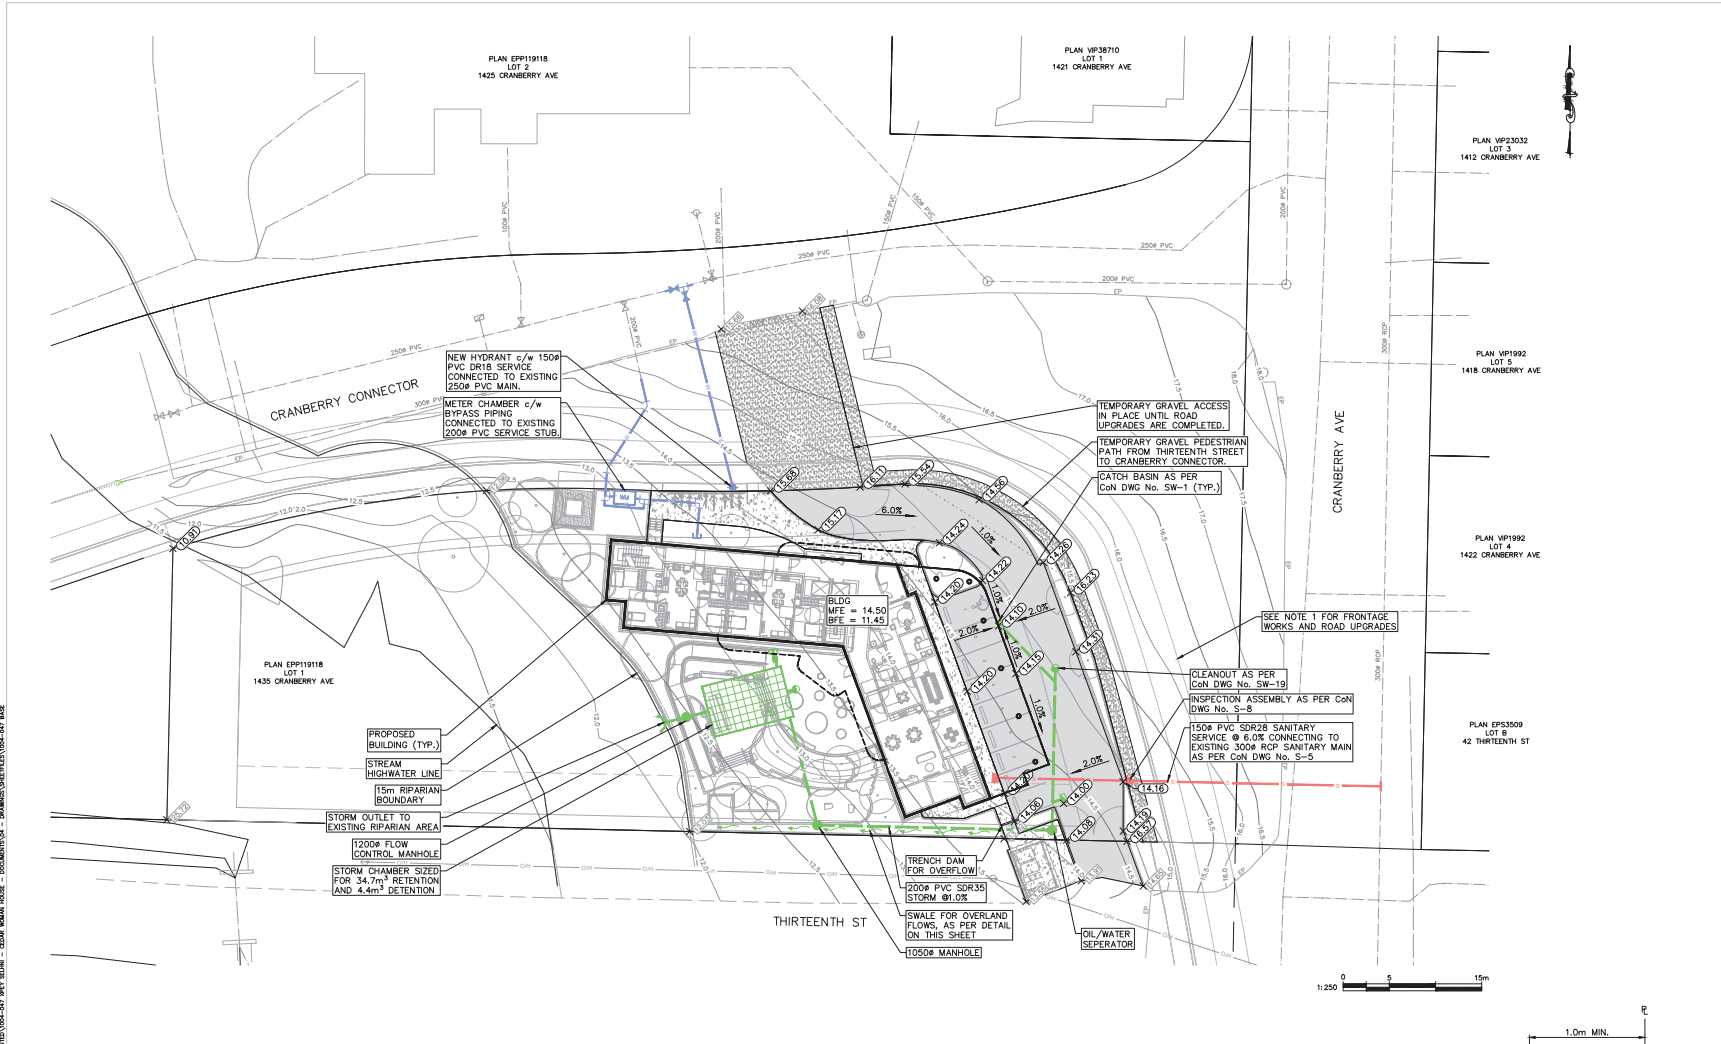 PLAN EPP119118
LOT 2
1425 CRANBERRY AVE
PLAN VIP38710
LOT 1
1421 CRANBERRY AVE
PLAN VIP23032
LOT 3
1412 CRANBERRY AVE
PLAN VIP1992
LOT 5
1418 CRANBERRY AVE
PLAN VIP1992
LOT 4
1422 CRANBERRY AVE
PLAN EPS3509
LOT B
42 THIRTEENTH ST
PLAN EPP119118
LOT 1
1435 CRANBERRY AVE
CRANBERRY CONNECTOR
CRANBERRY AVE
THIRTEENTH ST
NEW HYDRANT c/w 150ø
PVC DR18 SERVICE
CONNECTED TO EXISTING
250ø PVC MAIN.
METER CHAMBER c/w
BYPASS PIPING
CONNECTED TO EXISTING
200ø PVC SERVICE STUB.
TEMPORARY GRAVEL ACCESS
IN PLACE UNTIL ROAD
UPGRADES ARE COMPLETED.
TEMPORARY GRAVEL PEDESTRIAN
PATH FROM THIRTEENTH STREET
TO CRANBERRY CONNECTOR.
CATCH BASIN AS PER
CoN DWG No. SW-1 (TYP.)
SEE NOTE 1 FOR FRONTAGE
WORKS AND ROAD UPGRADES
CLEANOUT AS PER
CoN DWG No. SW-19
INSPECTION ASSEMBLY AS PER CoN
DWG No. S-8
150ø PVC SDR28 SANITARY
SERVICE @ 6.0% CONNECTING TO
EXISTING 300ø RCP SANITARY MAIN
AS PER CoN DWG No. S-5
BLDG
MFE = 14.50
BFE = 11.45
PROPOSED
BUILDING (TYP.)
STREAM
HIGHWATER LINE
15m RIPARIAN
BOUNDARY
STORM OUTLET TO
EXISTING RIPARIAN AREA
1200ø FLOW
CONTROL MANHOLE
STORM CHAMBER SIZED
FOR 34.7m³ RETENTION
AND 4.4m³ DETENTION
TRENCH DAM
FOR OVERFLOW
200ø PVC SDR35
STORM @1.0%
SWALE FOR OVERLAND
FLOWS, AS PER DETAIL
ON THIS SHEET
1050ø MANHOLE
OIL/WATER
SEPERATOR
100ø PVC
200ø PVC
150ø PVC
150ø PVC
250ø PVC
250ø PVC
200ø PVC
200ø PVC
200ø PVC
250ø PVC
300ø RCP
300ø RCP
WM
15.68
16.11
15.54
14.56
15.17
14.24
14.26
14.22
14.20
16.23
14.10
14.31
14.15
14.20
14.16
14.00
14.06
14.08
14.19
16.57
10.91
6.0%
1.0%
1.0%
2.0%
2.0%
1.0%
1.0%
2.0%
1:250
0
5
15m
1.0m MIN.